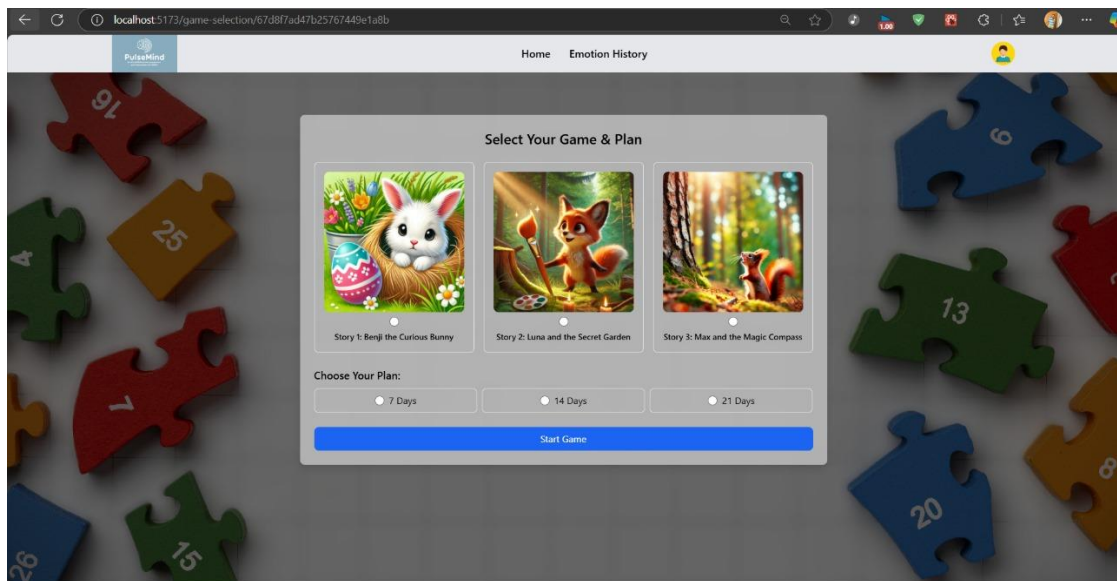 localhost:5173/game-selection/67d8f7ad47b25767449e1a8b
1.00
PulseMind
Home Emotion History
16
25
4
7
15
26
Select Your Game & Plan
Story 1: Benji the Curious Bunny
Story 2: Luna and the Secret Garden
Story 3: Max and the Magic Compass
Choose Your Plan:
7 Days
14 Days
21 Days
Start Game
6
13
20
8